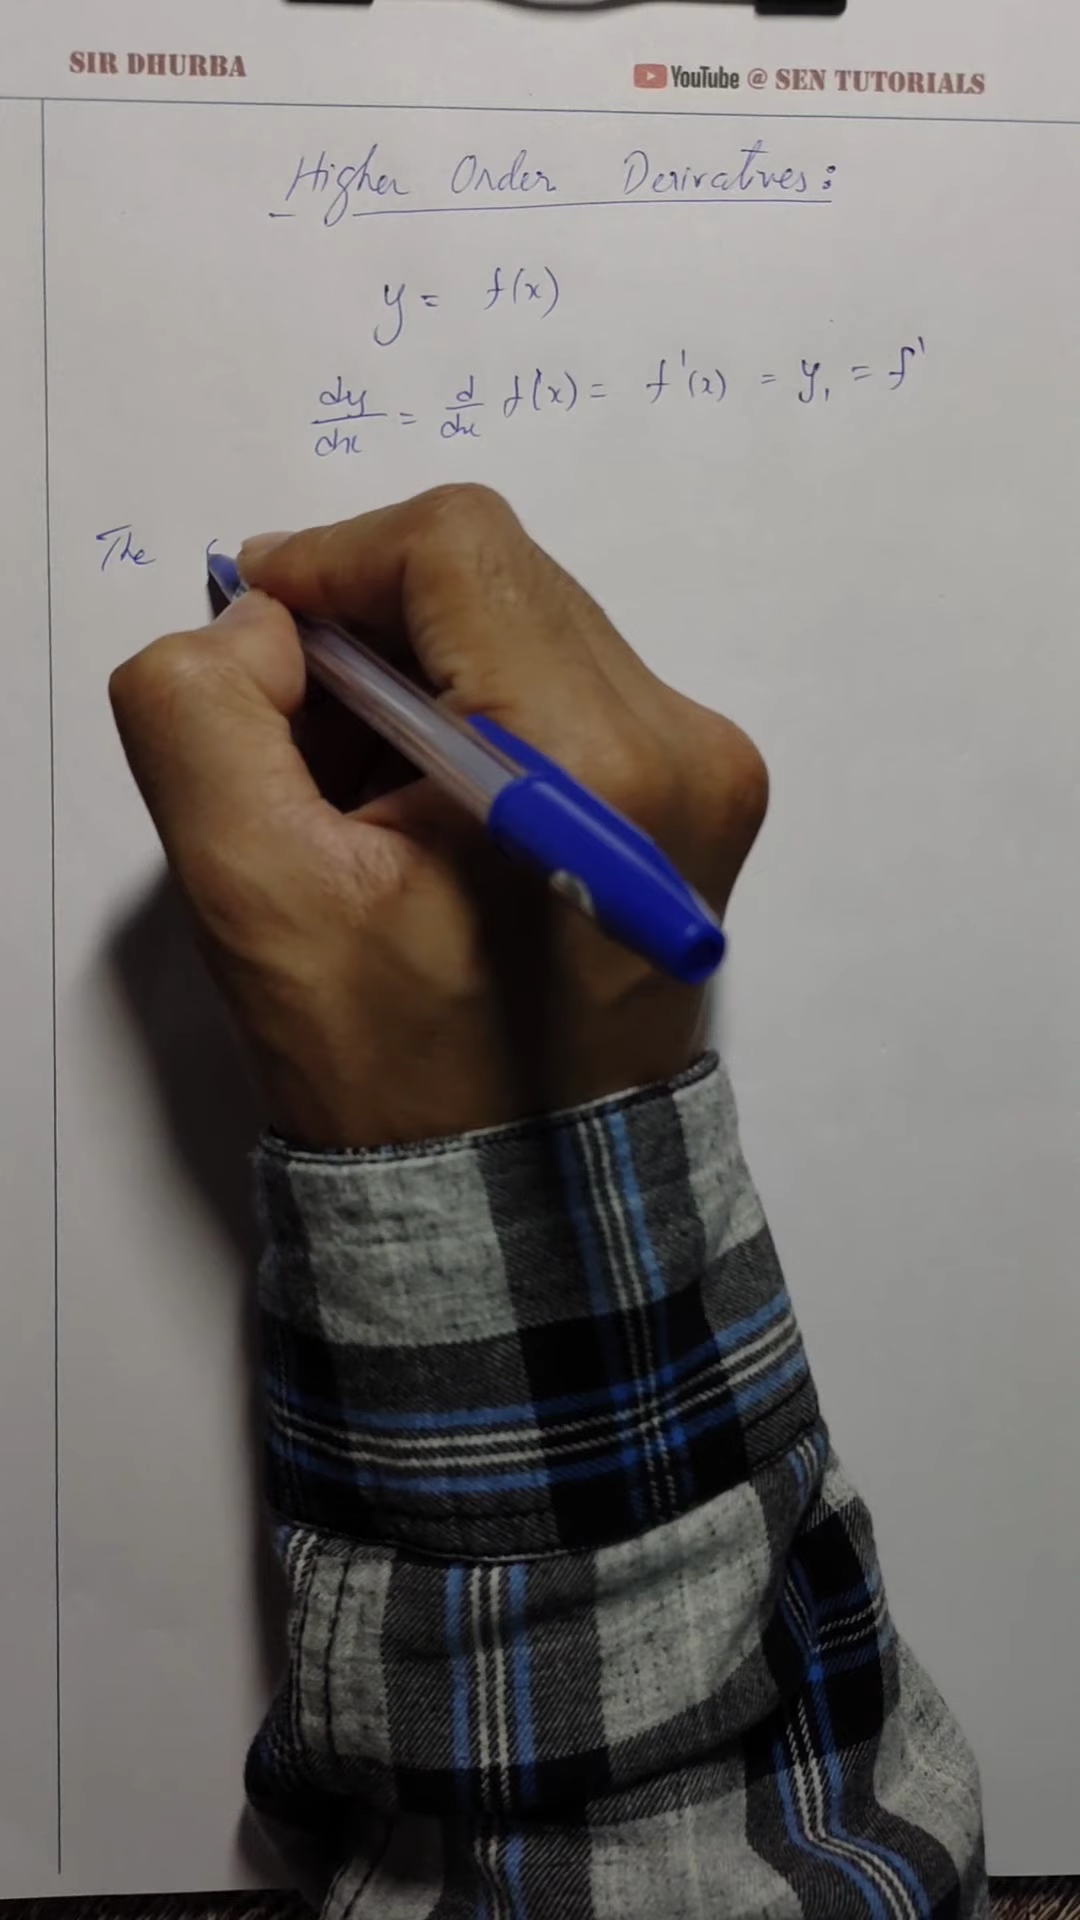 SIR DHURBA
YouTube @ SEN TUTORIALS
Higher Order Derivatives:
y = f(x)
dy/dx = d/dx f(x) = f'(x) = y₁ = f'
The